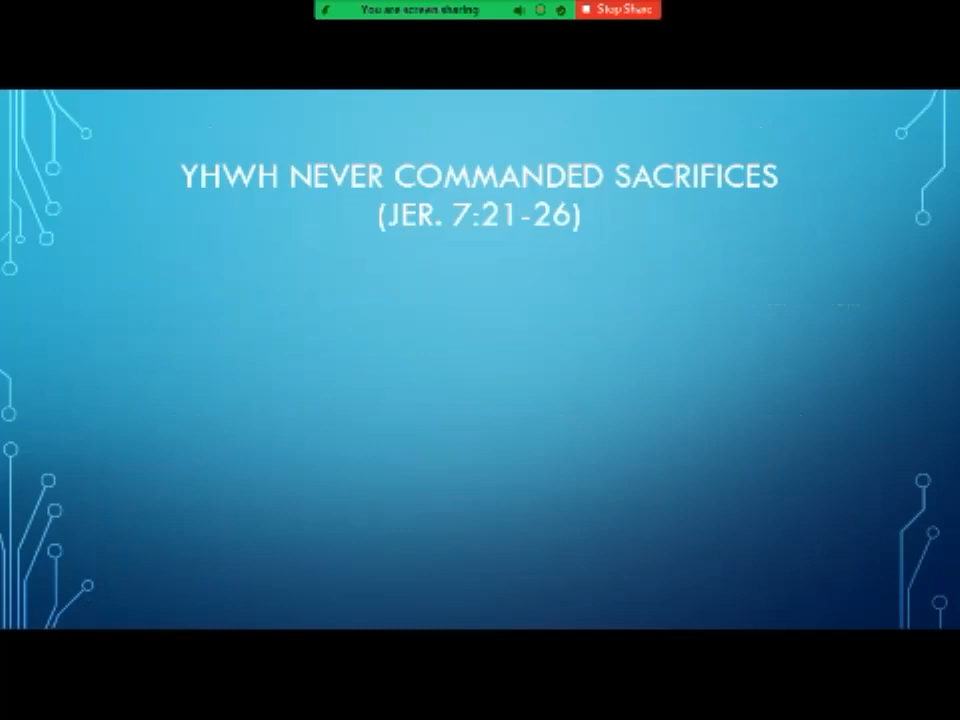 You are screen sharing
Stop Share
YHWH NEVER COMMANDED SACRIFICES
(JER. 7:21-26)